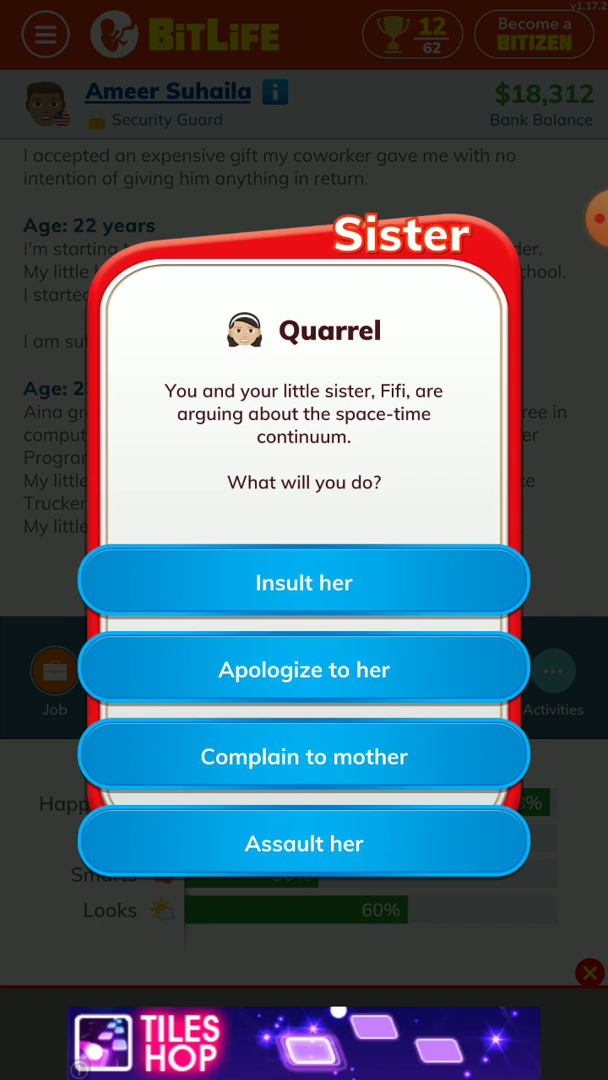 v1.17.2
BitLife
12
62
Become a
BITIZEN
Ameer Suhaila i
$18,312
Security Guard
Bank Balance
I accepted an expensive gift my coworker gave me with no
intention of giving him anything in return.
Age: 22 years
I'm starting
der.
My little
chool.
I started
Sister
Quarrel
You and your little sister, Fifi, are
arguing about the space-time
continuum.
What will you do?
I am su
Age: 2
Aina gr
ree in
comput
er
Program
My little
ce
Trucker
My little
Insult her
Apologize to her
Complain to mother
Assault her
Job
Activities
Happ
%
Smarts
Looks
60%
TILES
HOP